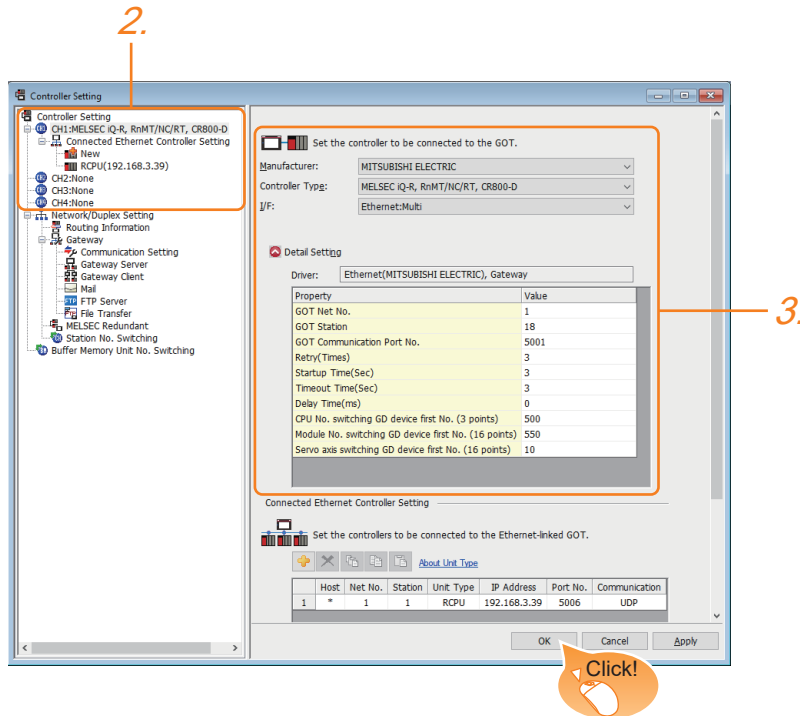 2.
Controller Setting
Controller Setting
CH1:MELSEC iQ-R, RnMT/NC/RT, CR800-D
Connected Ethernet Controller Setting
New
RCPU(192.168.3.39)
CH2:None
CH3:None
CH4:None
Network/Duplex Setting
Routing Information
Gateway
Communication Setting
Gateway Server
Gateway Client
Mail
FTP Server
File Transfer
MELSEC Redundant
Station No. Switching
Buffer Memory Unit No. Switching
Set the controller to be connected to the GOT.
Manufacturer: MITSUBISHI ELECTRIC
Controller Type: MELSEC iQ-R, RnMT/NC/RT, CR800-D
I/F: Ethernet:Multi
Detail Setting
Driver: Ethernet(MITSUBISHI ELECTRIC), Gateway
Property Value
GOT Net No. 1
GOT Station 18
GOT Communication Port No. 5001
Retry(Times) 3
Startup Time(Sec) 3
Timeout Time(Sec) 3
Delay Time(ms) 0
CPU No. switching GD device first No. (3 points) 500
Module No. switching GD device first No. (16 points) 550
Servo axis switching GD device first No. (16 points) 10
3.
Connected Ethernet Controller Setting
Set the controllers to be connected to the Ethernet-linked GOT.
About Unit Type
Host Net No. Station Unit Type IP Address Port No. Communication
1 * 1 1 RCPU 192.168.3.39 5006 UDP
OK Cancel Apply
Click!